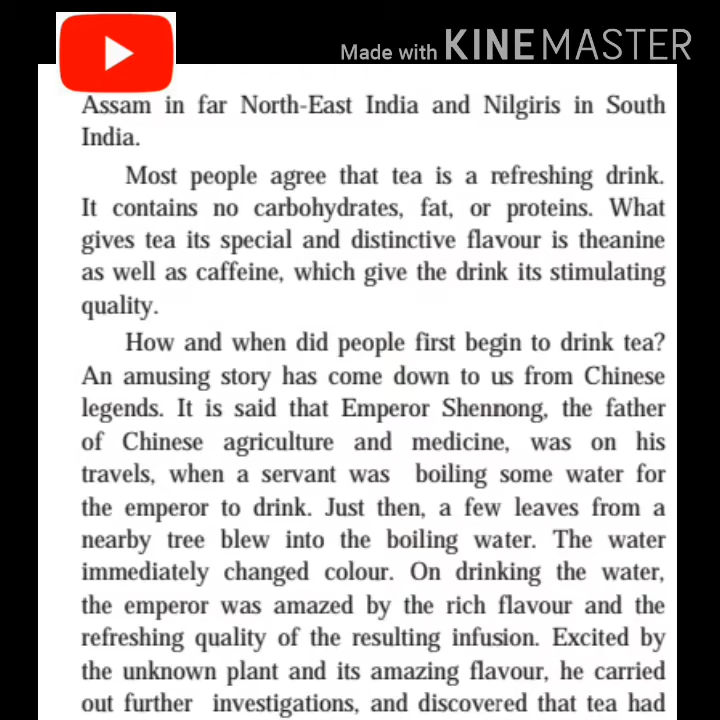 Made with KINEMASTER
Assam in far North-East India and Nilgiris in South
India.
Most people agree that tea is a refreshing drink.
It contains no carbohydrates, fat, or proteins. What
gives tea its special and distinctive flavour is theanine
as well as caffeine, which give the drink its stimulating
quality.
How and when did people first begin to drink tea?
An amusing story has come down to us from Chinese
legends. It is said that Emperor Shennong, the father
of Chinese agriculture and medicine, was on his
travels, when a servant was boiling some water for
the emperor to drink. Just then, a few leaves from a
nearby tree blew into the boiling water. The water
immediately changed colour. On drinking the water,
the emperor was amazed by the rich flavour and the
refreshing quality of the resulting infusion. Excited by
the unknown plant and its amazing flavour, he carried
out further investigations, and discovered that tea had